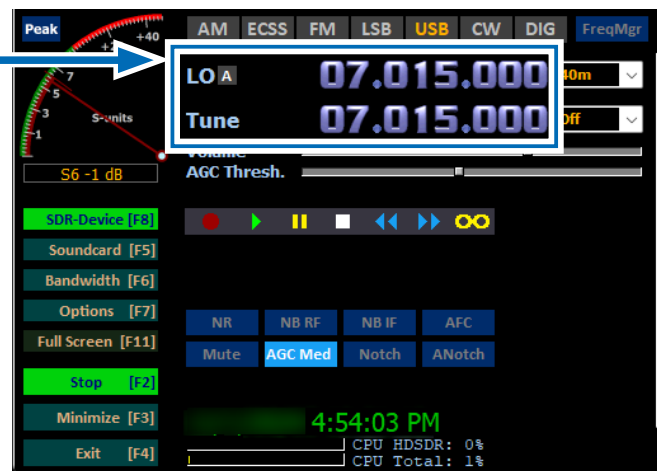 Peak
+20 +40
7
5
3
1
S-units
S6 -1 dB
AM ECSS FM LSB USB CW DIG FreqMgr
LO A 07.015.000 40m
Tune 07.015.000 Off
Volume
AGC Thresh.
SDR-Device [F8]
Soundcard [F5]
Bandwidth [F6]
Options [F7]
Full Screen [F11]
Stop [F2]
Minimize [F3]
Exit [F4]
NR NB RF NB IF AFC
Mute AGC Med Notch ANotch
4:54:03 PM
CPU HDSDR: 0%
CPU Total: 1%